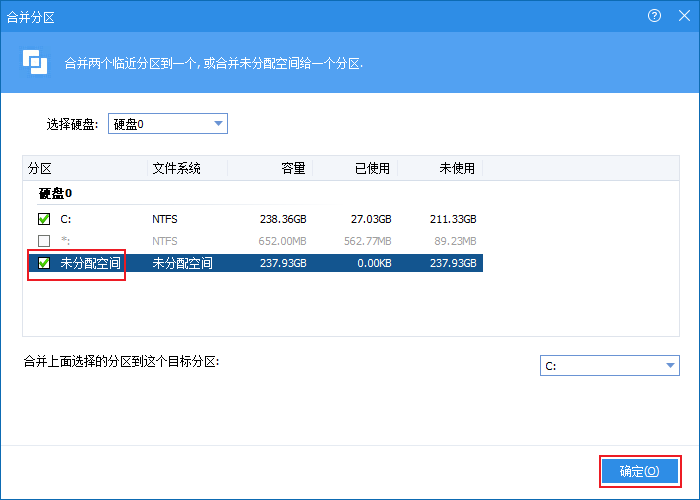 合并分区
合并两个临近分区到一个, 或合并未分配空间给一个分区.
选择硬盘: 硬盘0
分区 文件系统 容量 已使用 未使用
硬盘0
C: NTFS 238.36GB 27.03GB 211.33GB
*: NTFS 652.00MB 562.77MB 89.23MB
未分配空间 未分配空间 237.93GB 0.00KB 237.93GB
合并上面选择的分区到这个目标分区: C:
确定(O)